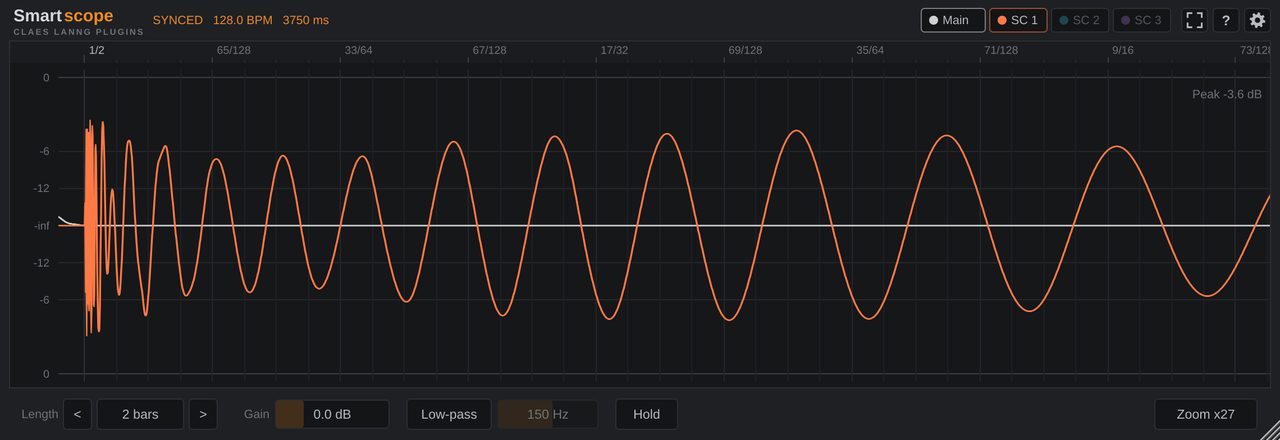 Smartscope SYNCED 128.0 BPM 3750 ms Main SC 1 SC 2 SC 3 ?
CLAES LANNG PLUGINS
1/2 65/128 33/64 67/128 17/32 69/128 35/64 71/128 9/16 73/128
0
Peak -3.6 dB
-6
-12
-inf
-12
-6
0
Length < 2 bars > Gain 0.0 dB Low-pass 150 Hz Hold Zoom x27